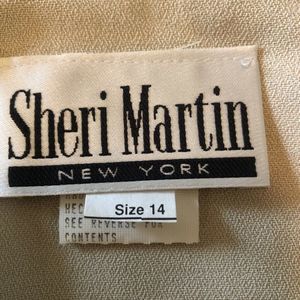 Sheri Martin
NEW YORK
Size 14
SEE REVERSE FOR
CONTENTS